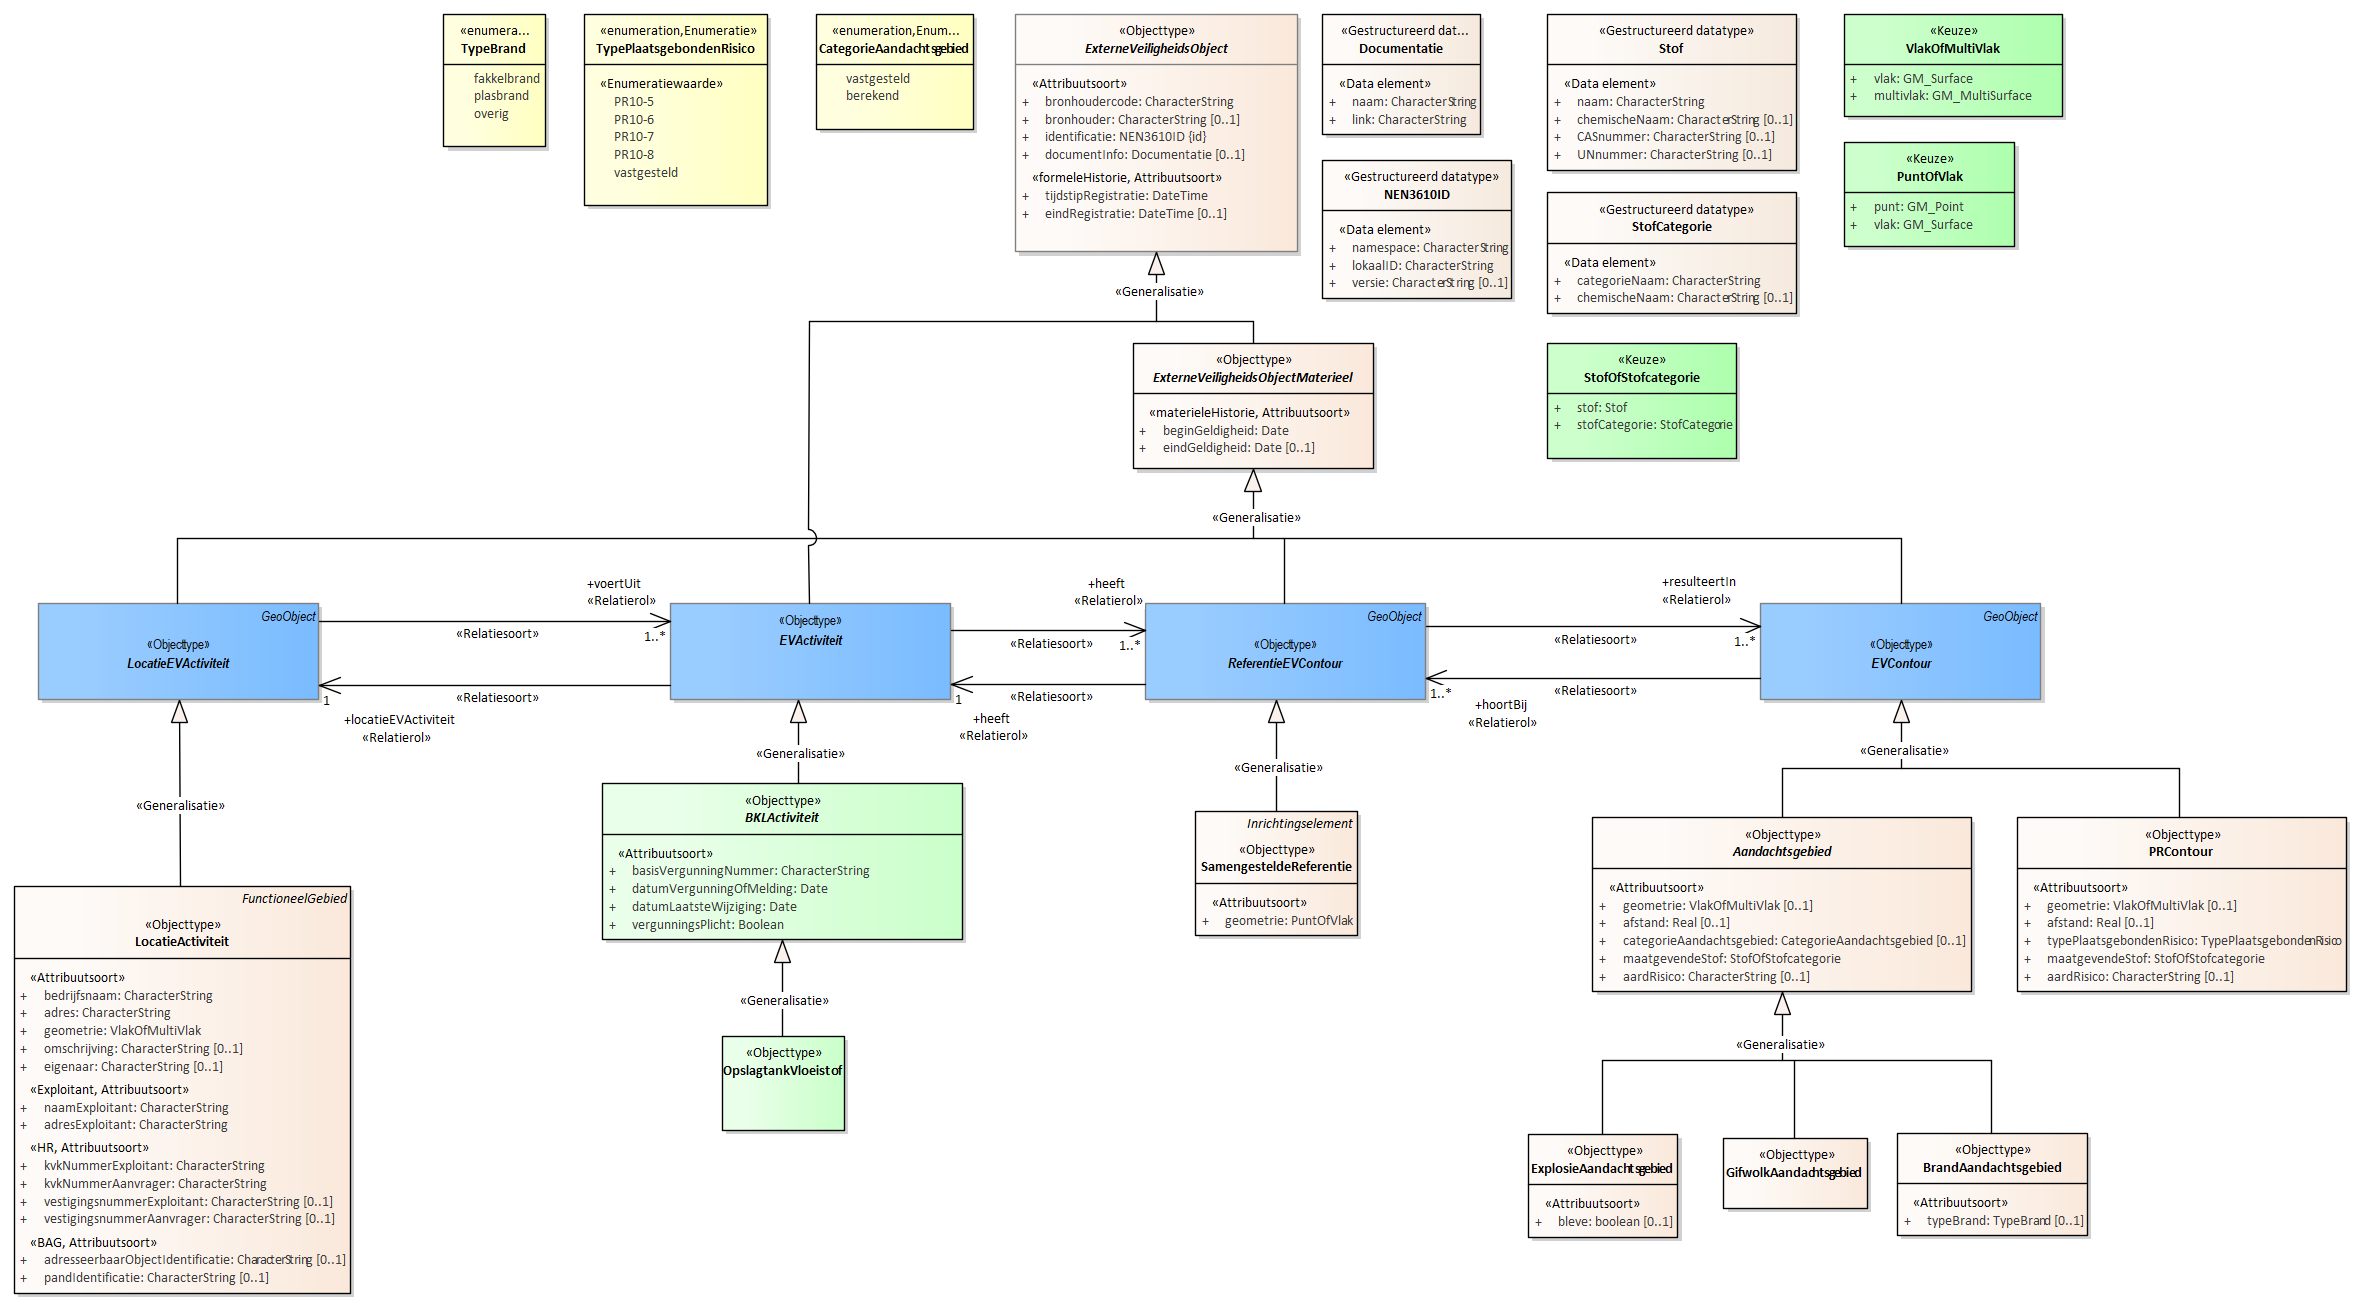 «enumera...
TypeBrand
fakkelbrand
plasbrand
overig
«enumeration,Enumeratie»
TypePlaatsgebondenRisico
«Enumeratiewaarde»
PR10-5
PR10-6
PR10-7
PR10-8
vastgesteld
«enumeration,Enum...
CategorieAandachtsgebied
vastgesteld
berekend
«Objecttype»
ExterneVeiligheidsObject
«Attribuutsoort»
+ bronhoudercode: CharacterString
+ bronhouder: CharacterString [0..1]
+ identificatie: NEN3610ID {id}
+ documentInfo: Documentatie [0..1]
«formeleHistorie, Attribuutsoort»
+ tijdstipRegistratie: DateTime
+ eindRegistratie: DateTime [0..1]
«Gestructureerd dat...
Documentatie
«Data element»
+ naam: CharacterString
+ link: CharacterString
«Gestructureerd datatype»
NEN3610ID
«Data element»
+ namespace: CharacterString
+ lokaalID: CharacterString
+ versie: CharacterString [0..1]
«Gestructureerd datatype»
Stof
«Data element»
+ naam: CharacterString
+ chemischeNaam: CharacterString [0..1]
+ CASnummer: CharacterString [0..1]
+ UNnummer: CharacterString [0..1]
«Gestructureerd datatype»
StofCategorie
«Data element»
+ categorieNaam: CharacterString
+ chemischeNaam: CharacterString [0..1]
«Keuze»
VlakOfMultiVlak
+ vlak: GM_Surface
+ multivlak: GM_MultiSurface
«Keuze»
PuntOfVlak
+ punt: GM_Point
+ vlak: GM_Surface
«Keuze»
StofOfStofcategorie
+ stof: Stof
+ stofCategorie: StofCategorie
«Generalisatie»
«Objecttype»
ExterneVeiligheidsObjectMaterieel
«materieleHistorie, Attribuutsoort»
+ beginGeldigheid: Date
+ eindGeldigheid: Date [0..1]
«Generalisatie»
GeoObject
«Objecttype»
LocatieEVActiviteit
+voertUit
«Relatierol»
1..*
«Relatiesoort»
«Relatiesoort»
1
+locatieEVActiviteit
«Relatierol»
«Objecttype»
EVActiviteit
+heeft
«Relatierol»
1..*
«Relatiesoort»
«Relatiesoort»
1
+heeft
«Relatierol»
GeoObject
«Objecttype»
ReferentieEVContour
+resulteertIn
«Relatierol»
1..*
«Relatiesoort»
«Relatiesoort»
1..*
+hoortBij
«Relatierol»
GeoObject
«Objecttype»
EVContour
«Generalisatie»
«Generalisatie»
«Generalisatie»
«Generalisatie»
FunctioneelGebied
«Objecttype»
LocatieActiviteit
«Attribuutsoort»
+ bedrijfsnaam: CharacterString
+ adres: CharacterString
+ geometrie: VlakOfMultiVlak
+ omschrijving: CharacterString [0..1]
+ eigenaar: CharacterString [0..1]
«Exploitant, Attribuutsoort»
+ naamExploitant: CharacterString
+ adresExploitant: CharacterString
«HR, Attribuutsoort»
+ kvkNummerExploitant: CharacterString
+ kvkNummerAanvrager: CharacterString
+ vestigingsnummerExploitant: CharacterString [0..1]
+ vestigingsnummerAanvrager: CharacterString [0..1]
«BAG, Attribuutsoort»
+ adresseerbaarObjectIdentificatie: CharacterString [0..1]
+ pandIdentificatie: CharacterString [0..1]
«Objecttype»
BKLActiviteit
«Attribuutsoort»
+ basisVergunningNummer: CharacterString
+ datumVergunningOfMelding: Date
+ datumLaatsteWijziging: Date
+ vergunningsPlicht: Boolean
«Generalisatie»
«Objecttype»
OpslagtankVloeistof
Inrichtingselement
«Objecttype»
SamengesteldeReferentie
«Attribuutsoort»
+ geometrie: PuntOfVlak
«Objecttype»
Aandachtsgebied
«Attribuutsoort»
+ geometrie: VlakOfMultiVlak [0..1]
+ afstand: Real [0..1]
+ categorieAandachtsgebied: CategorieAandachtsgebied [0..1]
+ maatgevendeStof: StofOfStofcategorie
+ aardRisico: CharacterString [0..1]
«Objecttype»
PRContour
«Attribuutsoort»
+ geometrie: VlakOfMultiVlak [0..1]
+ afstand: Real [0..1]
+ typePlaatsgebondenRisico: TypePlaatsgebondenRisico
+ maatgevendeStof: StofOfStofcategorie
+ aardRisico: CharacterString [0..1]
«Generalisatie»
«Objecttype»
ExplosieAandachtsgebied
«Attribuutsoort»
+ bleve: boolean [0..1]
«Objecttype»
GifwolkAandachtsgebied
«Objecttype»
BrandAandachtsgebied
«Attribuutsoort»
+ typeBrand: TypeBrand [0..1]